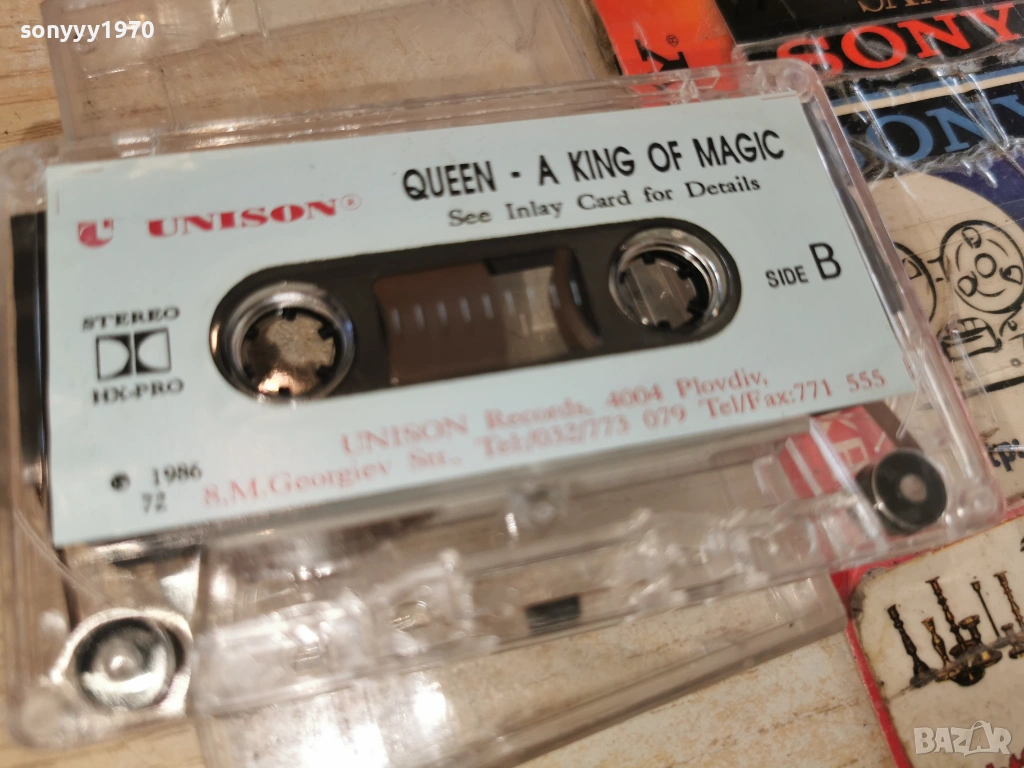 sonyyy1970
SONY
SONY
QUEEN - A KING OF MAGIC
See Inlay Card for Details
UNISON®
SIDE B
STEREO
HX-PRO
UNISON Records, 4004 Plovdiv,
8,M.Georgiev Str., Tel:/032/773 079 Tel/Fax:771 555
℗ 1986
72
BAZAR